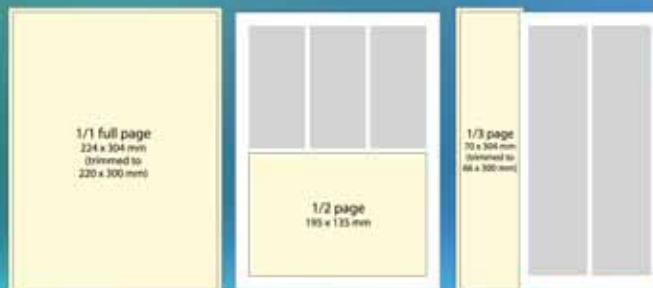 1/1 full page
224 x 304 mm
(trimmed to
220 x 300 mm)
1/2 page
195 x 135 mm
1/3 page
70 x 304 mm
(trimmed to
66 x 300 mm)